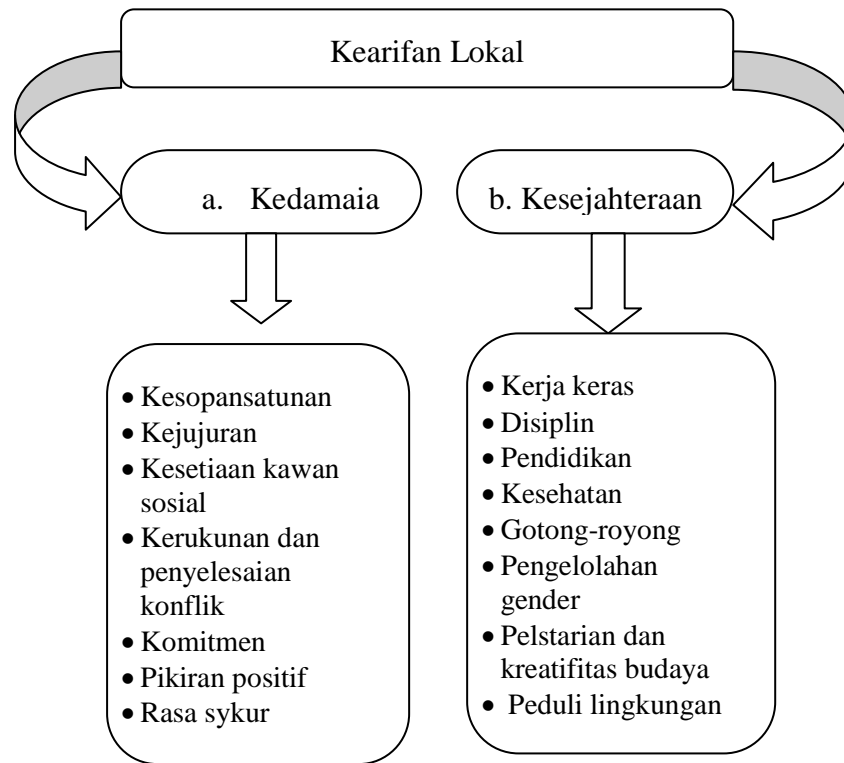 Kearifan Lokal
a. Kedamaia
b. Kesejahteraan
• Kesopansatunan
• Kejujuran
• Kesetiaan kawan
sosial
• Kerukunan dan
penyelesaian
konflik
• Komitmen
• Pikiran positif
• Rasa sykur
• Kerja keras
• Disiplin
• Pendidikan
• Kesehatan
• Gotong-royong
• Pengelolahan
gender
• Pelstarian dan
kreatifitas budaya
• Peduli lingkungan